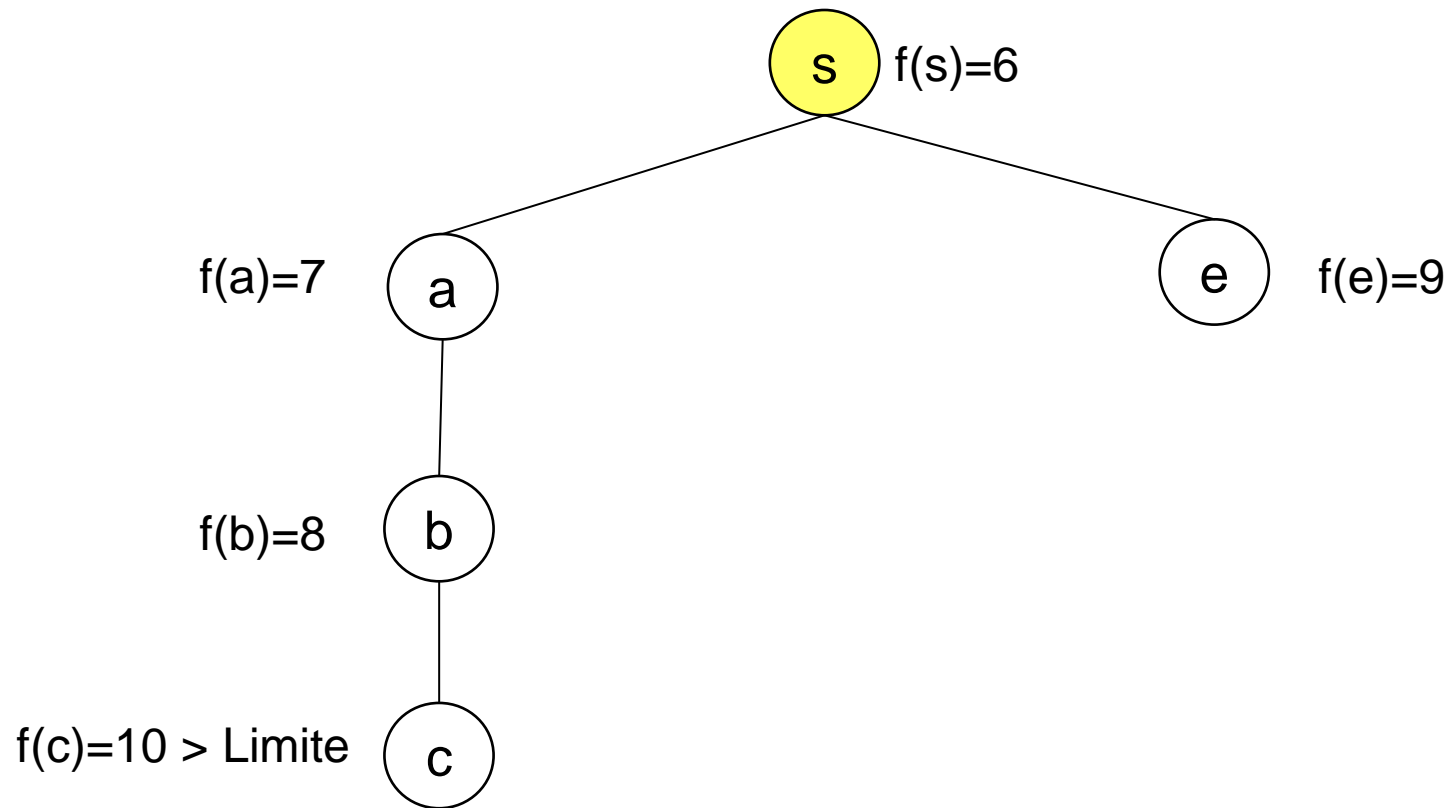 s f(s)=6
f(a)=7 a e f(e)=9
f(b)=8 b
f(c)=10 > Limite c